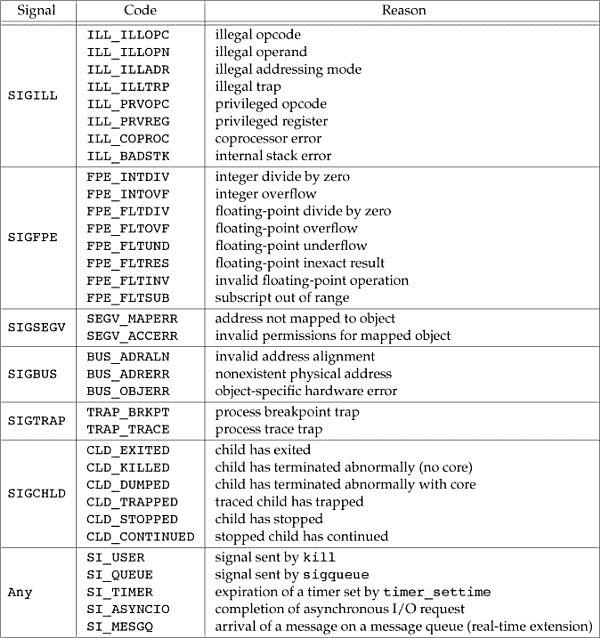 Signal Code Reason
ILL_ILLOPC illegal opcode
ILL_ILLOPN illegal operand
ILL_ILLADR illegal addressing mode
SIGILL ILL_ILLTRP illegal trap
ILL_PRVOPC privileged opcode
ILL_PRVREG privileged register
ILL_COPROC coprocessor error
ILL_BADSTK internal stack error
FPE_INTDIV integer divide by zero
FPE_INTOVF integer overflow
FPE_FLTDIV floating-point divide by zero
SIGFPE FPE_FLTOVF floating-point overflow
FPE_FLTUND floating-point underflow
FPE_FLTRES floating-point inexact result
FPE_FLTINV invalid floating-point operation
FPE_FLTSUB subscript out of range
SIGSEGV SEGV_MAPERR address not mapped to object
SEGV_ACCERR invalid permissions for mapped object
BUS_ADRALN invalid address alignment
SIGBUS BUS_ADRERR nonexistent physical address
BUS_OBJERR object-specific hardware error
SIGTRAP TRAP_BRKPT process breakpoint trap
TRAP_TRACE process trace trap
CLD_EXITED child has exited
CLD_KILLED child has terminated abnormally (no core)
SIGCHLD CLD_DUMPED child has terminated abnormally with core
CLD_TRAPPED traced child has trapped
CLD_STOPPED child has stopped
CLD_CONTINUED stopped child has continued
SI_USER signal sent by kill
SI_QUEUE signal sent by sigqueue
Any SI_TIMER expiration of a timer set by timer_settime
SI_ASYNCIO completion of asynchronous I/O request
SI_MESGQ arrival of a message on a message queue (real-time extension)